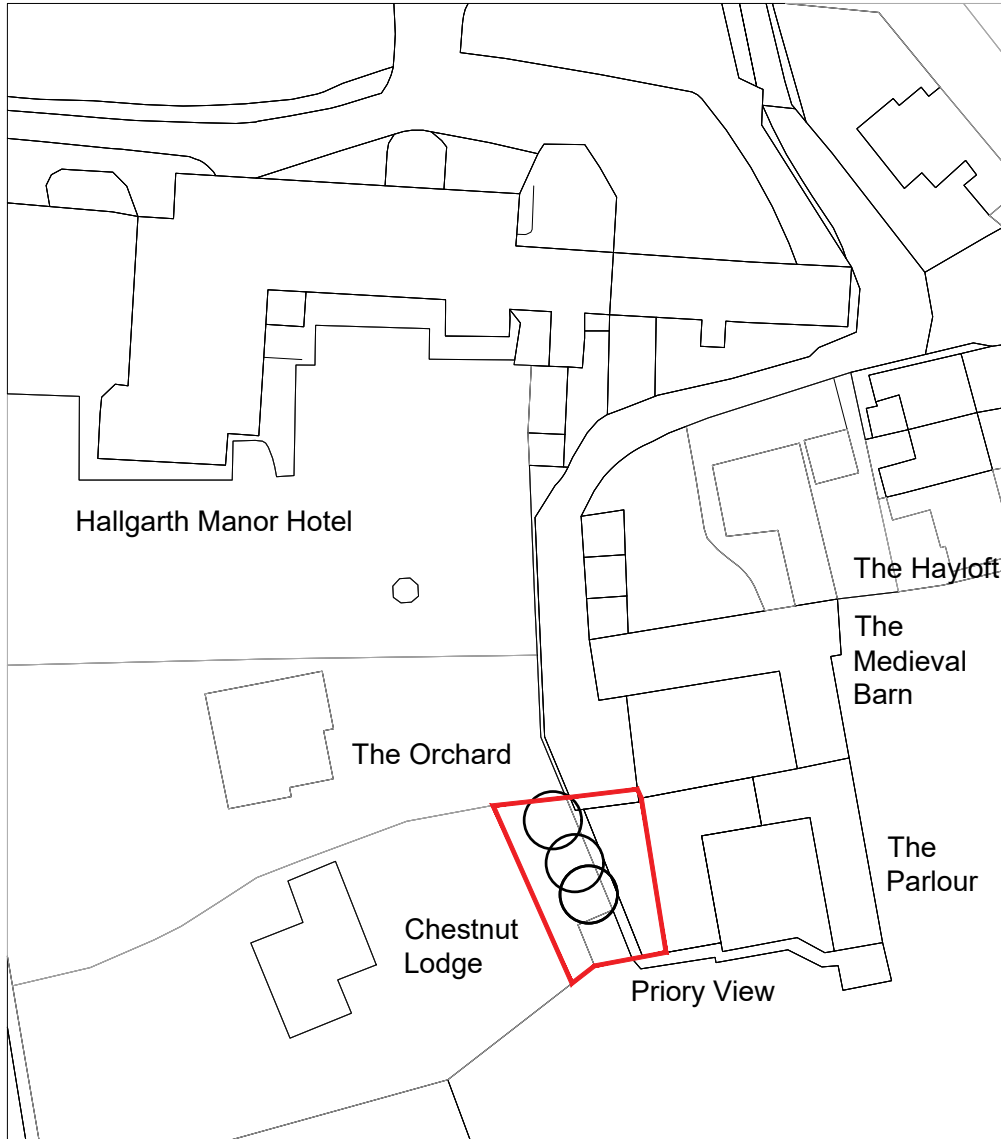 Hallgarth Manor Hotel
The Hayloft
The
Medieval
Barn
The Orchard
The
Parlour
Chestnut
Lodge
Priory View